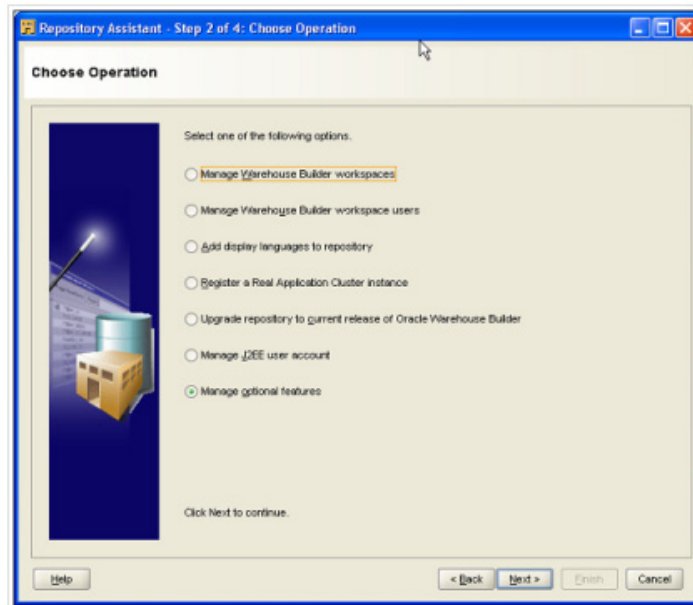 Repository Assistant - Step 2 of 4: Choose Operation
Choose Operation
Select one of the following options.
Manage Warehouse Builder workspaces
Manage Warehouse Builder workspace users
Add display languages to repository
Register a Real Application Cluster instance
Upgrade repository to current release of Oracle Warehouse Builder
Manage J2EE user account
Manage optional features
Click Next to continue.
Help
< Back
Next >
Finish
Cancel